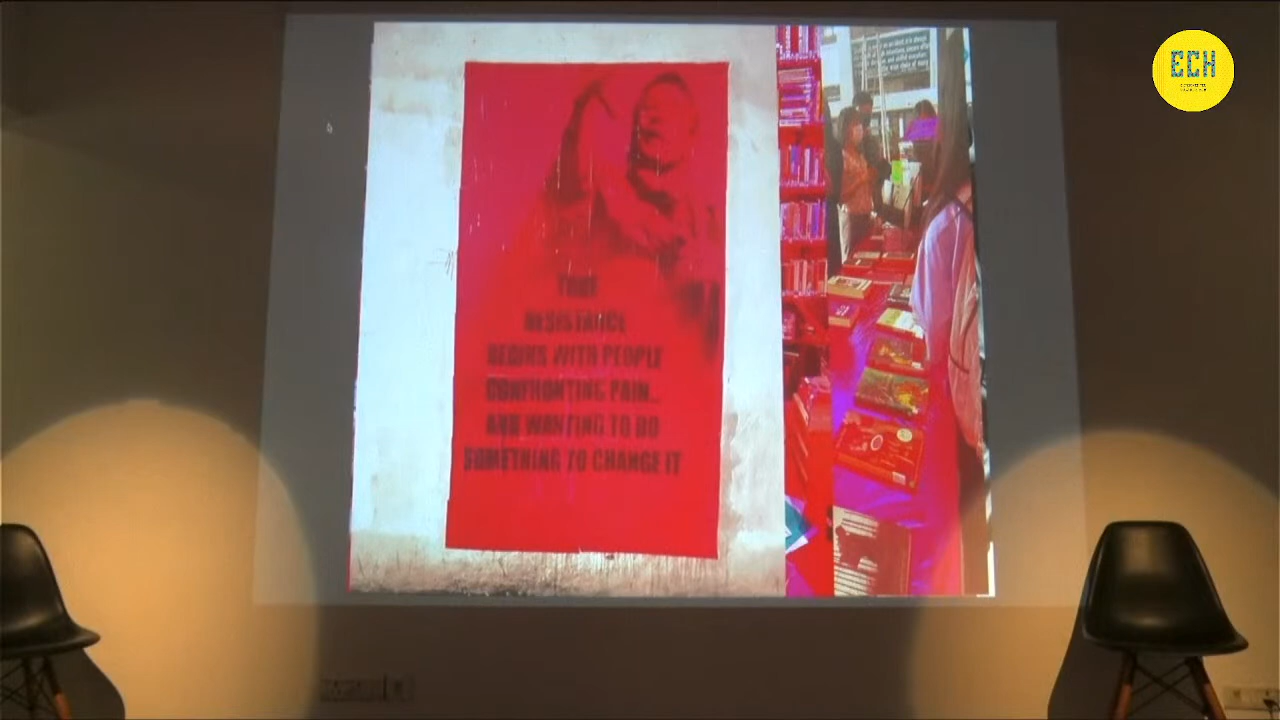 TRUE
RESISTANCE
BEGINS WITH PEOPLE
CONFRONTING PAIN...
AND WANTING TO DO
SOMETHING TO CHANGE IT
ECH